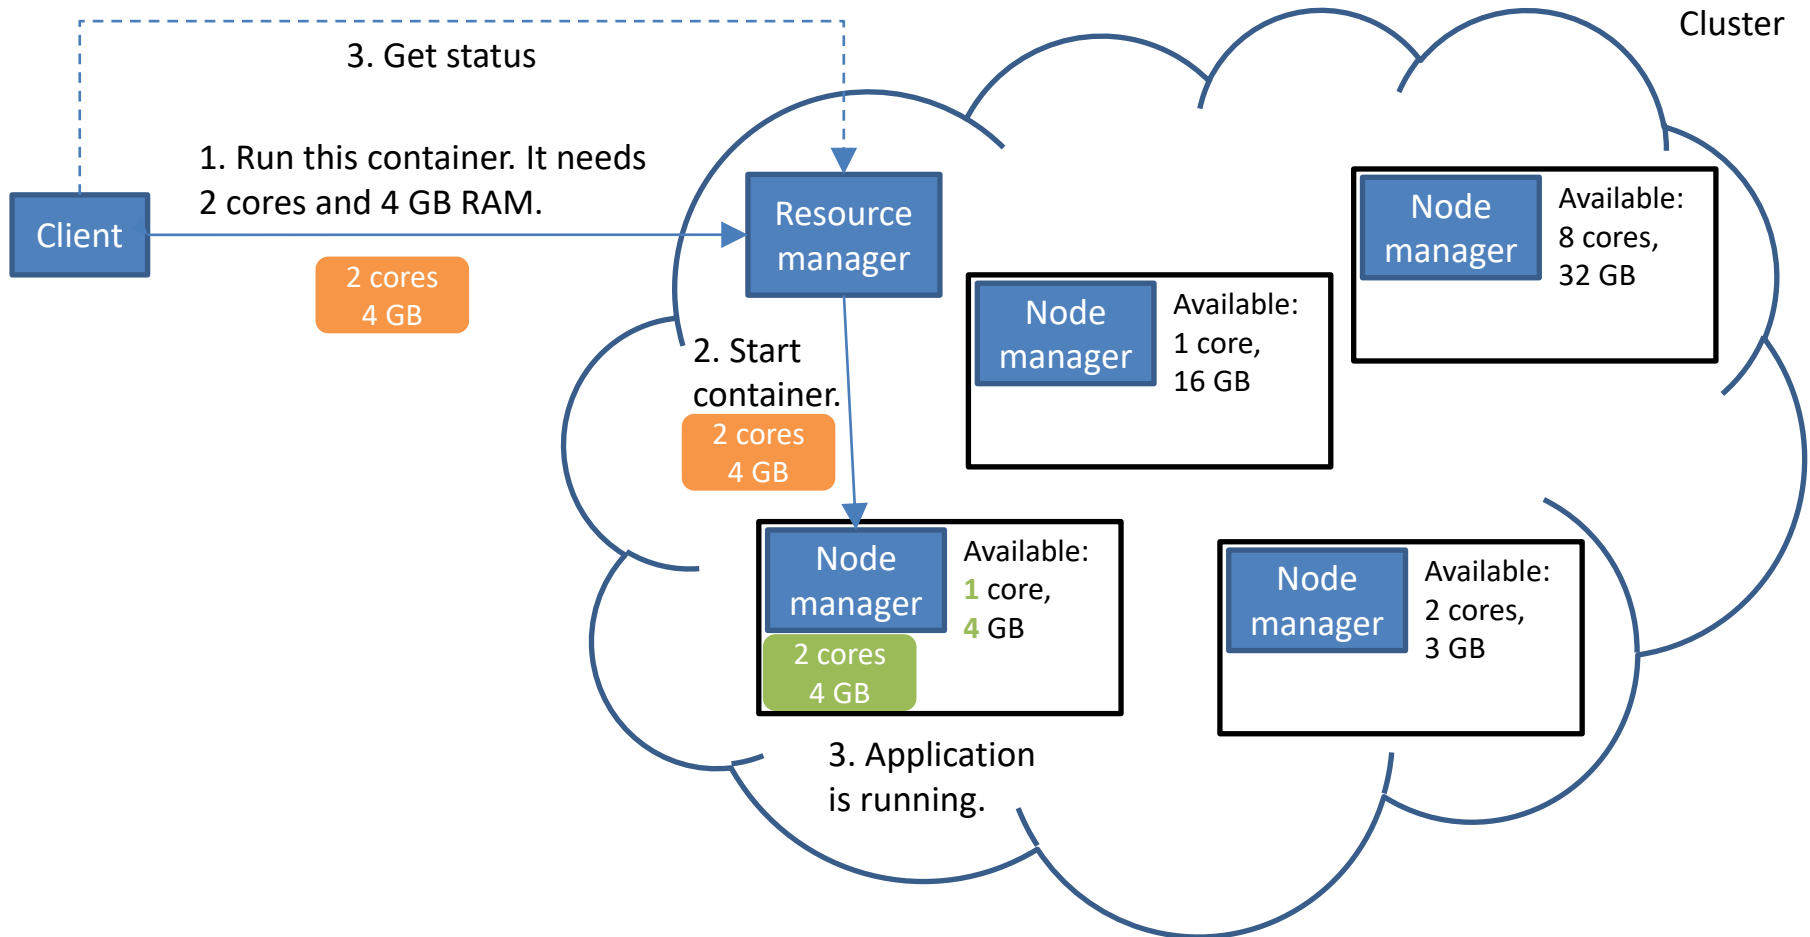 Cluster
3. Get status
1. Run this container. It needs
2 cores and 4 GB RAM.
Client
2 cores
4 GB
Resource
manager
2. Start
container.
2 cores
4 GB
Node
manager
Available:
8 cores,
32 GB
Node
manager
Available:
1 core,
16 GB
Node
manager
Available:
1 core,
4 GB
2 cores
4 GB
Node
manager
Available:
2 cores,
3 GB
3. Application
is running.